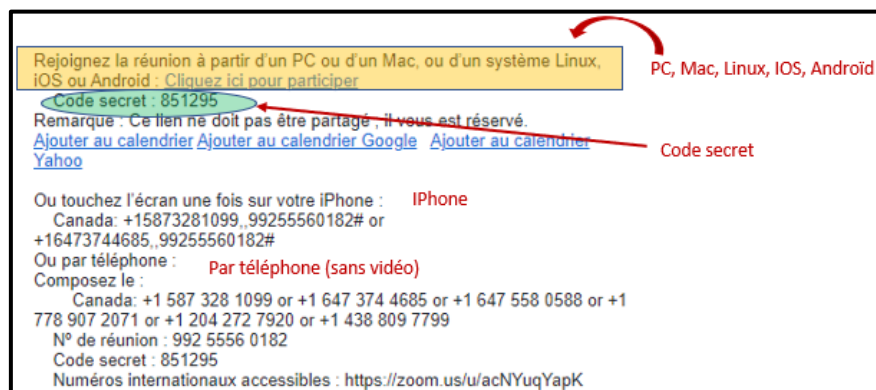 Rejoignez la réunion à partir d'un PC ou d'un Mac, ou d'un système Linux,
iOS ou Android : Cliquez ici pour participer
PC, Mac, Linux, IOS, Androïd
Code secret : 851295
Remarque : Ce lien ne doit pas être partagé ; il vous est réservé.
Ajouter au calendrier Ajouter au calendrier Google Ajouter au calendrier
Yahoo
Code secret
Ou touchez l'écran une fois sur votre iPhone :
IPhone
Canada: +15873281099,,99255560182# or
+16473744685,,99255560182#
Ou par téléphone :
Par téléphone (sans vidéo)
Composez le :
Canada: +1 587 328 1099 or +1 647 374 4685 or +1 647 558 0588 or +1
778 907 2071 or +1 204 272 7920 or +1 438 809 7799
Nº de réunion : 992 5556 0182
Code secret : 851295
Numéros internationaux accessibles : https://zoom.us/u/acNYuqYapK